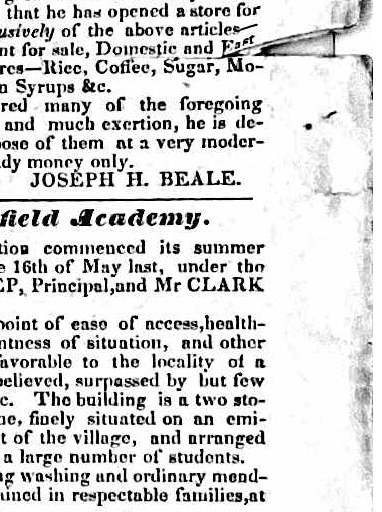 that he has opened a store for
usively of the above articles
nt for sale, Domestic and East
res—Rice, Coffee, Sugar, Mo-
n Syrups &c.
red many of the foregoing
and much exertion, he is de-
pose of them at a very moder-
dy money only.
JOSEPH H. BEALE.
field Academy.
tion commenced its summer
e 16th of May last, under the
EP, Principal,and Mr CLARK
point of ease of access,health-
ntness of situation, and other
favorable to the locality of a
believed, surpassed by but few
c. The building is a two sto-
ne, finely situated on an emi-
t of the village, and arranged
a large number of students.
ng washing and ordinary mend-
ained in respectable families,at